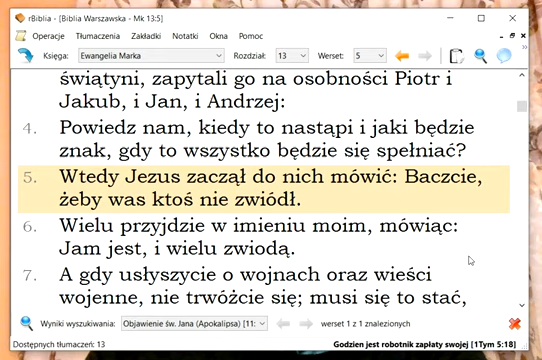 rBiblia - [Biblia Warszawska - Mk 13:5]
Operacje Tłumaczenia Zakładki Notatki Okna Pomoc
Księga: Ewangelia Marka Rozdział: 13 Werset: 5
świątyni, zapytali go na osobności Piotr i
Jakub, i Jan, i Andrzej:
4. Powiedz nam, kiedy to nastąpi i jaki będzie
znak, gdy to wszystko będzie się spełniać?
5. Wtedy Jezus zaczął do nich mówić: Baczcie,
żeby was ktoś nie zwiódł.
6. Wielu przyjdzie w imieniu moim, mówiąc:
Jam jest, i wielu zwiodą.
7. A gdy usłyszycie o wojnach oraz wieści
wojenne, nie trwóżcie się; musi się to stać,
Wyniki wyszukiwania: Objawienie św. Jana (Apokalipsa) [11: werset 1 z 1 znalezionych
Dostępnych tłumaczeń: 13 Godzien jest robotnik zapłaty swojej [1Tym 5:18]